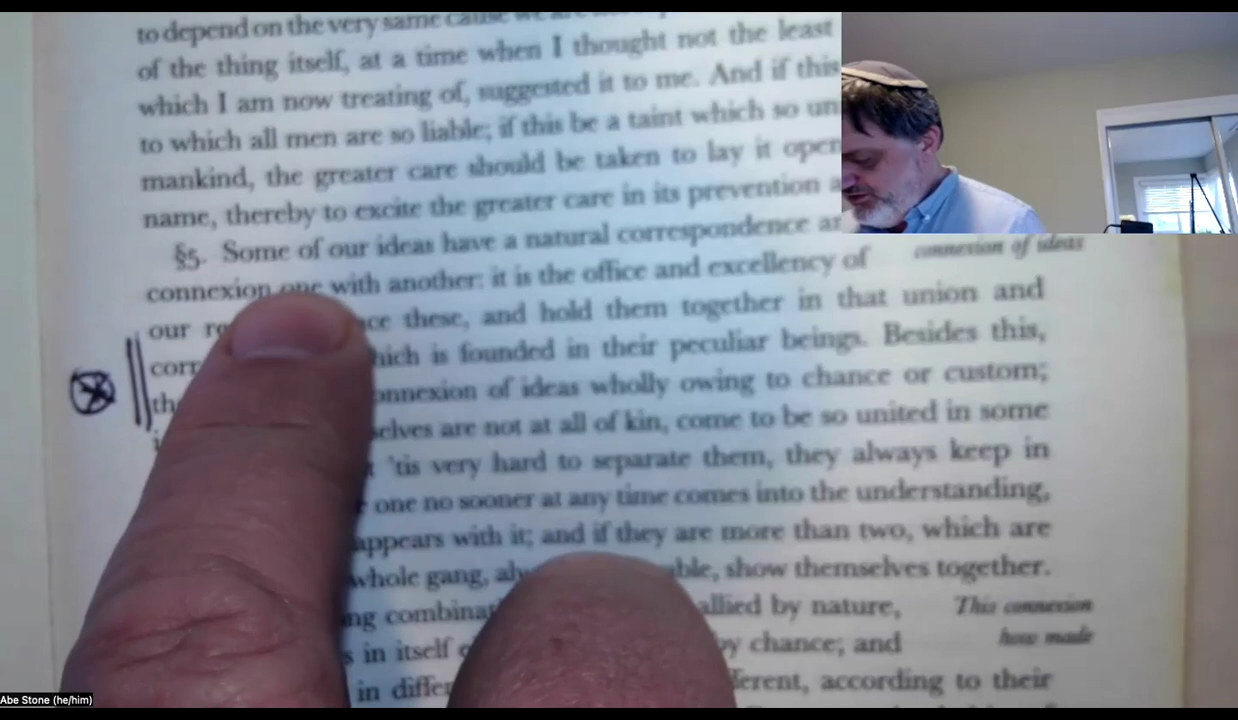 to depend on the very same cause we are
of the thing itself, at a time when I thought not the least
which I am now treating of, suggested it to me. And if this
to which all men are so liable; if this be a taint which so un
mankind, the greater care should be taken to lay it open
name, thereby to excite the greater care in its prevention a
§5. Some of our ideas have a natural correspondence an
connexion of ideas
connexion one with another: it is the office and excellency of
our these, and hold them together in that union and
which is founded in their peculiar beings. Besides this,
connexion of ideas wholly owing to chance or custom;
selves are not at all of kin, come to be so united in some
'tis very hard to separate them, they always keep in
one no sooner at any time comes into the understanding,
appears with it; and if they are more than two, which are
whole gang, show themselves together.
allied by nature,
This connexion
s in itself by chance; and
how made
in according to their
Abe Stone (he/him)